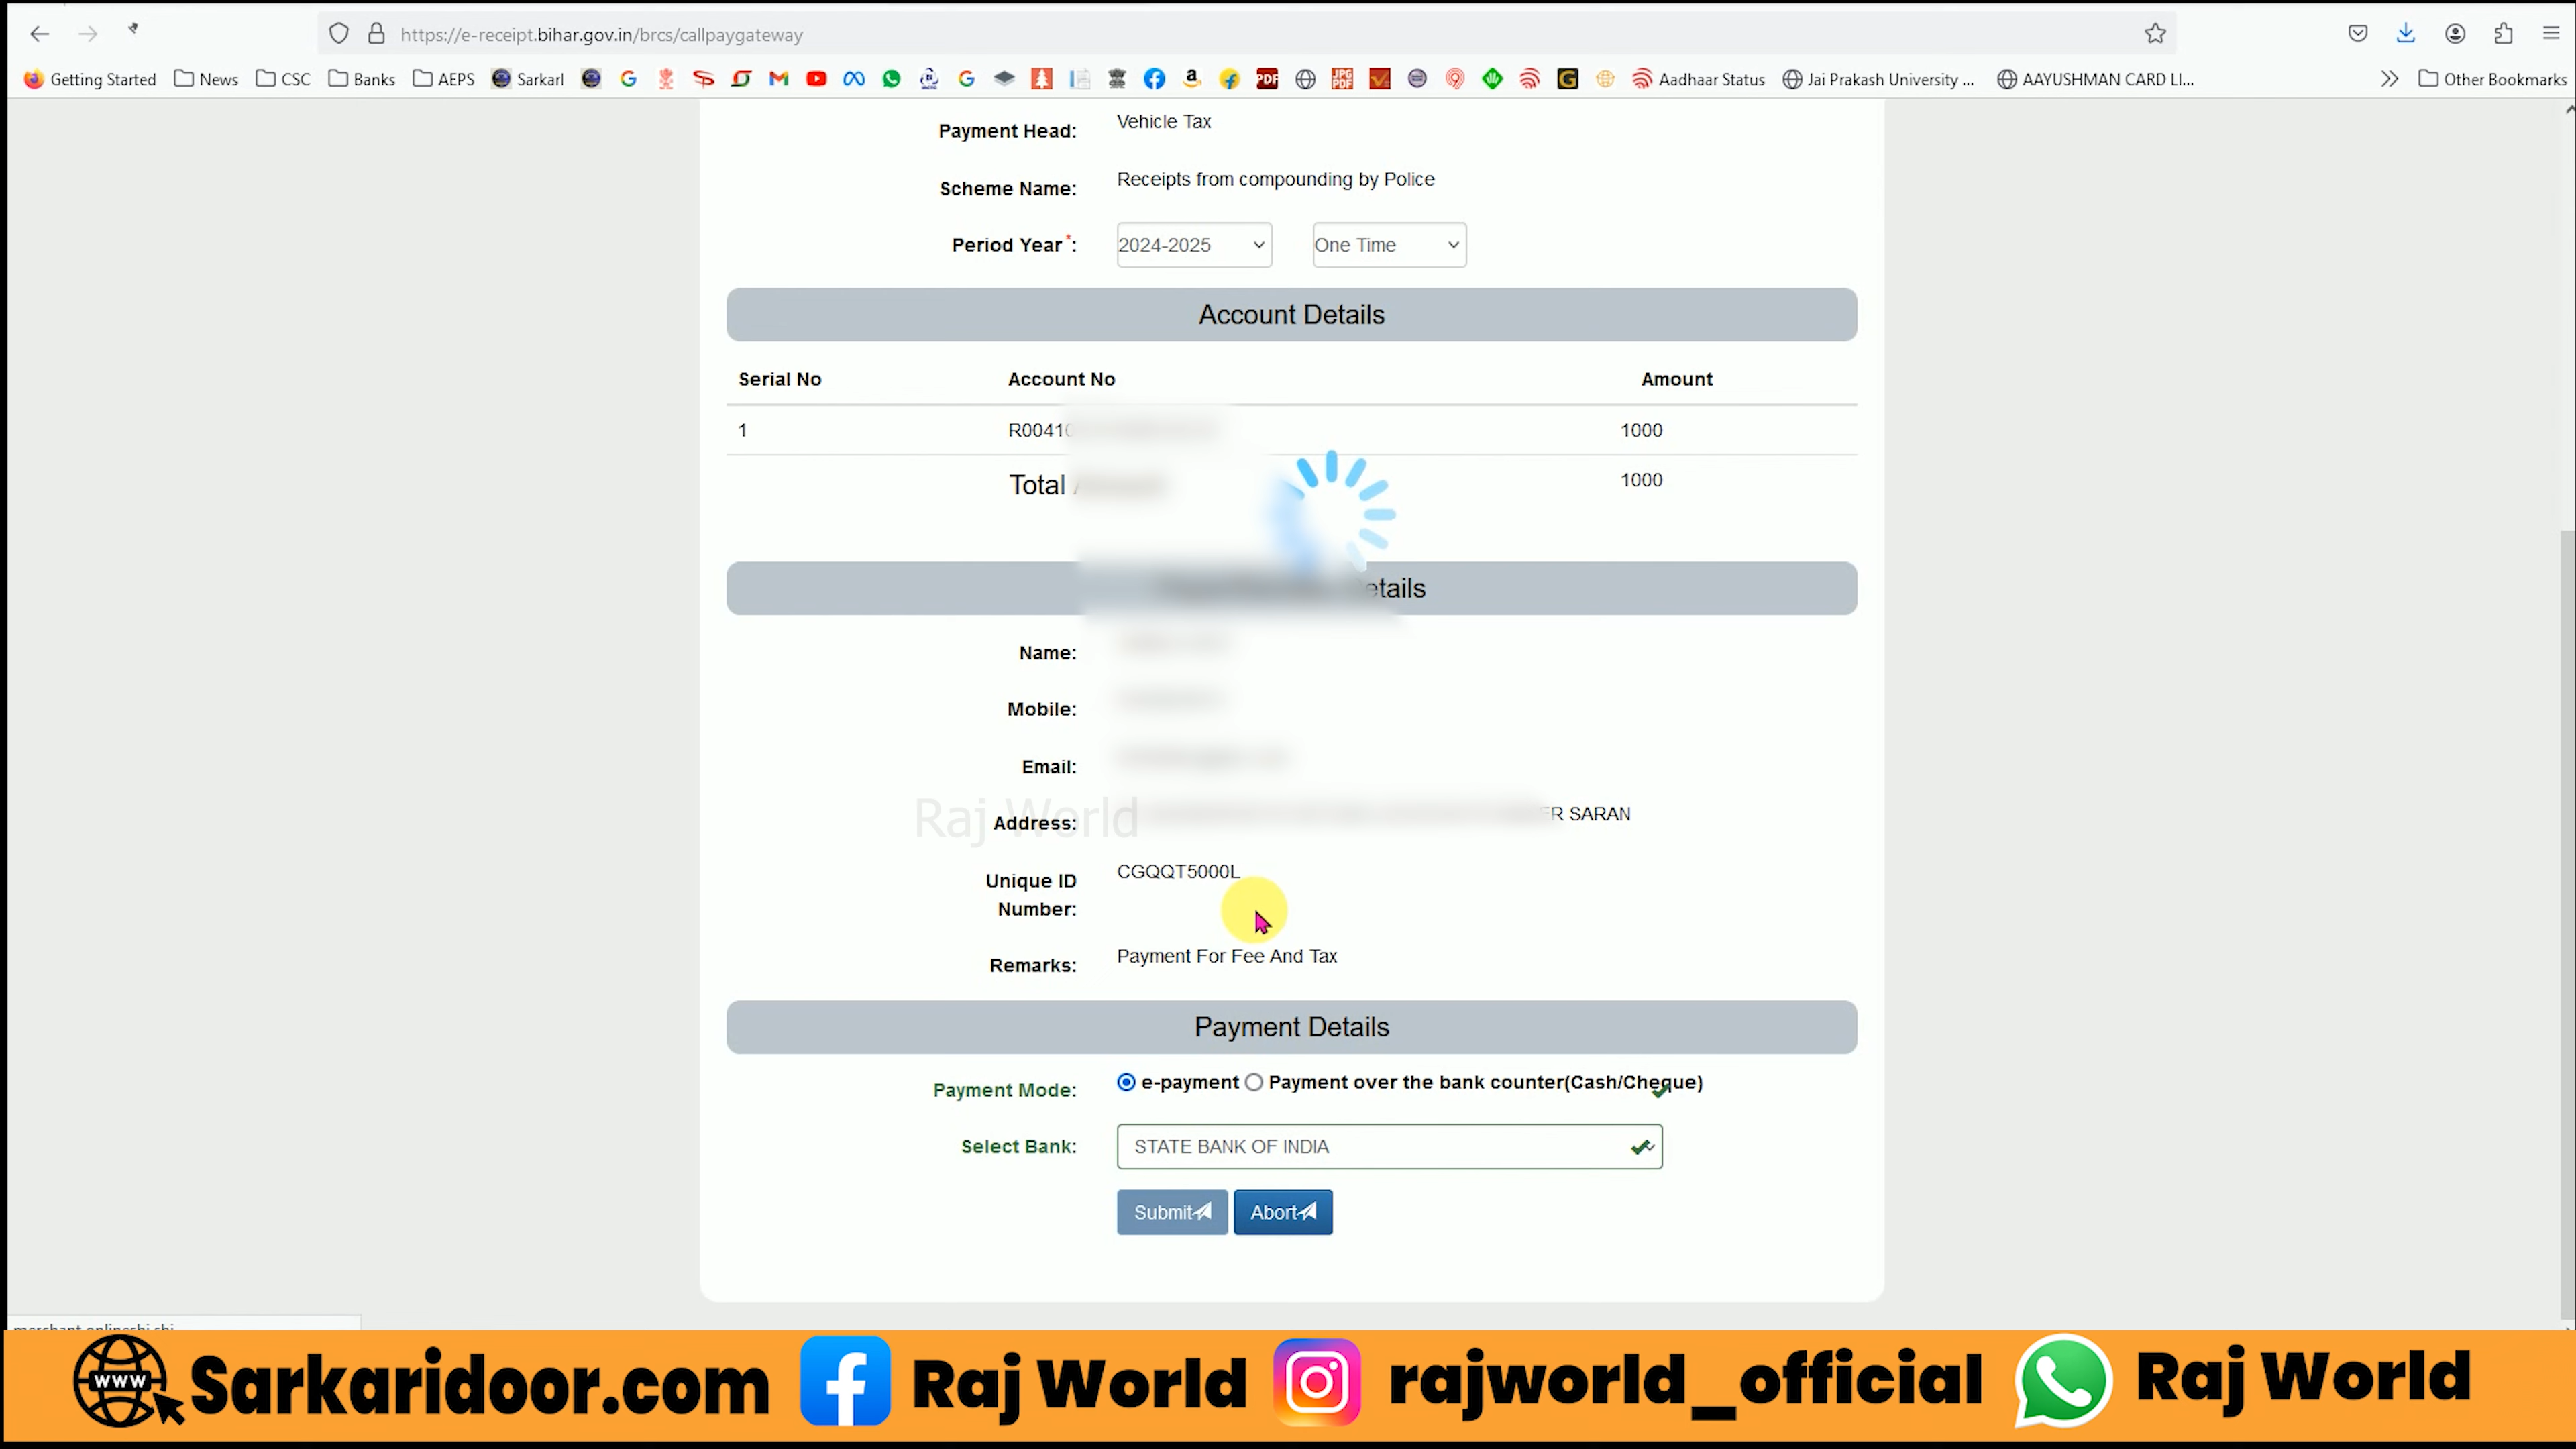 https://e-receipt.bihar.gov.in/brcs/callpaygateway
Getting Started News CSC Banks AEPS Sarkarl Aadhaar Status Jai Prakash University ... AAYUSHMAN CARD LI... Other Bookmarks
Payment Head: Vehicle Tax
Scheme Name: Receipts from compounding by Police
Period Year*: 2024-2025 One Time
Account Details
Serial No Account No Amount
1 R00410 1000
Total 1000
etails
Name:
Mobile:
Email:
Raj World
Address: ER SARAN
Unique ID Number: CGQQT5000L
Remarks: Payment For Fee And Tax
Payment Details
Payment Mode: e-payment Payment over the bank counter(Cash/Cheque)
Select Bank: STATE BANK OF INDIA
Submit Abort
www Sarkaridoor.com Raj World rajworld_official Raj World